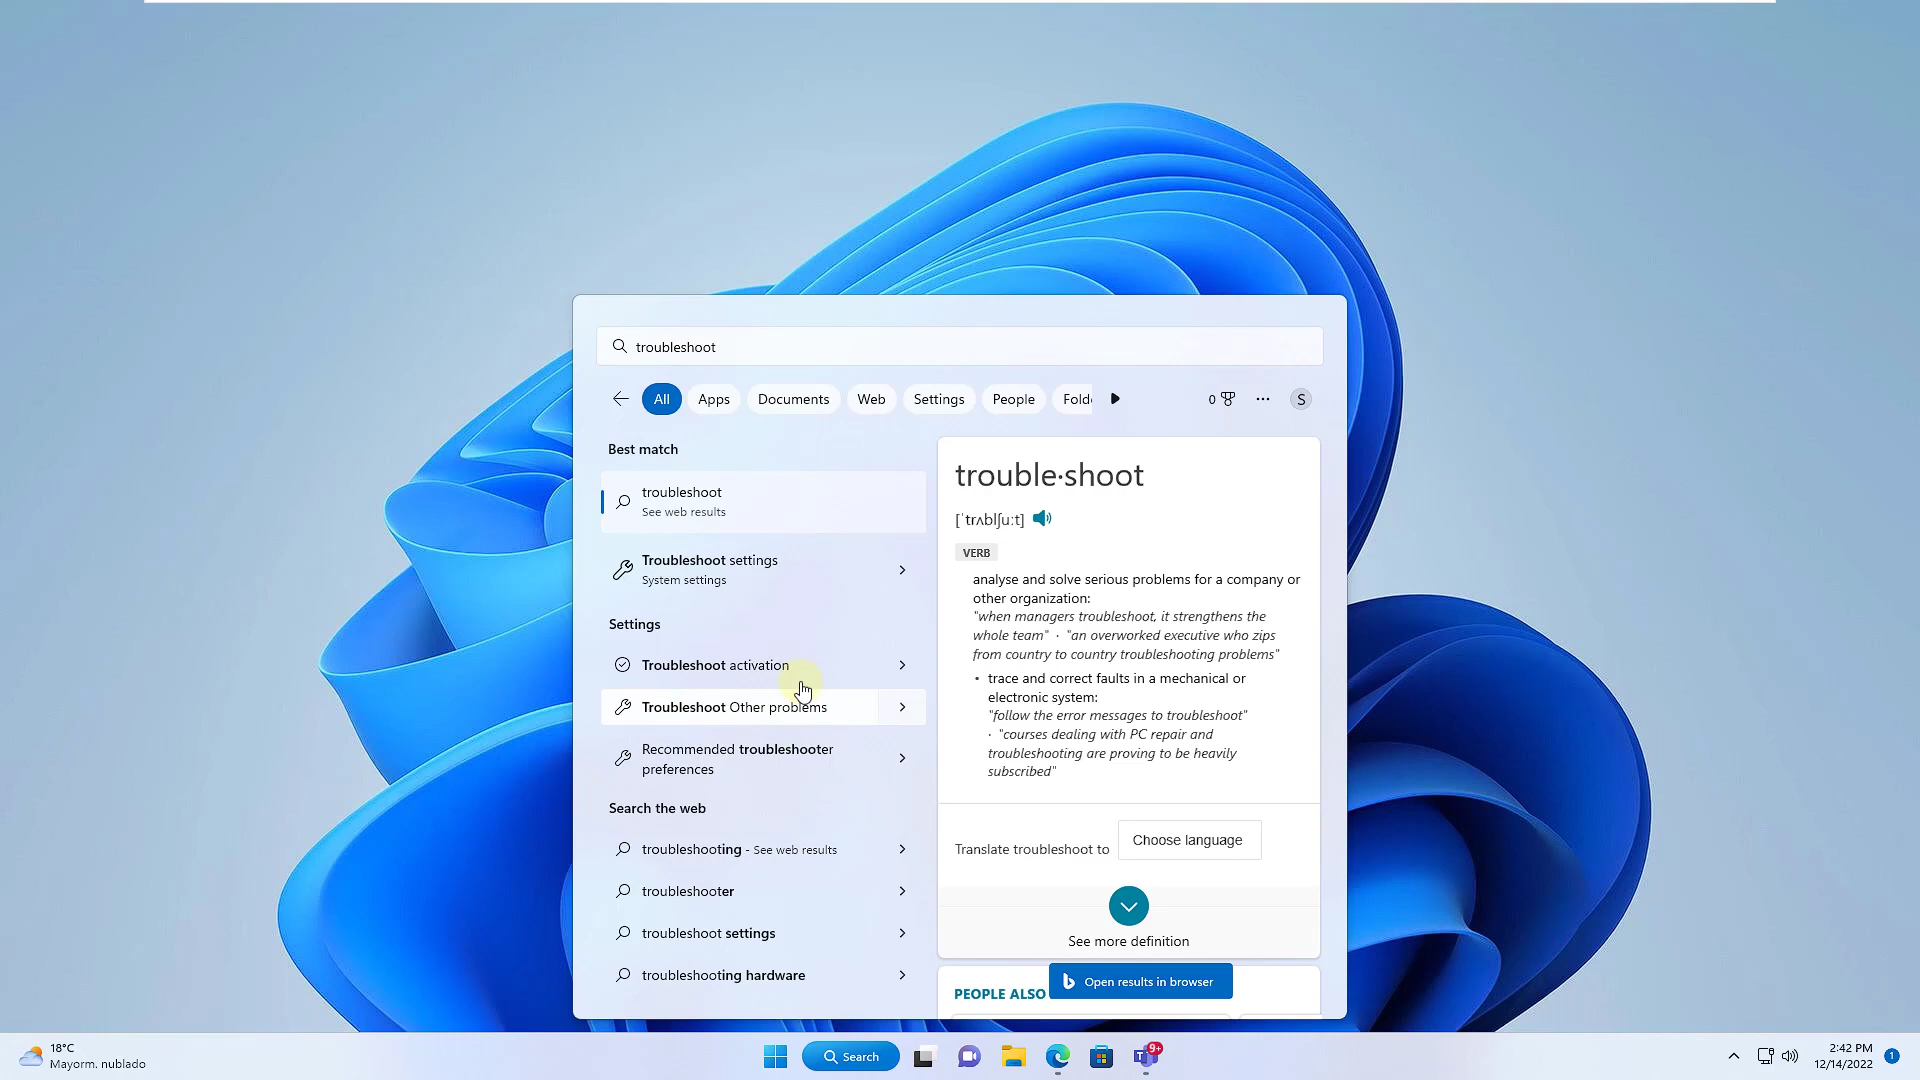 troubleshoot
All Apps Documents Web Settings People Folde 0 S
Best match
troubleshoot
See web results
Troubleshoot settings
System settings
Settings
Troubleshoot activation
Troubleshoot Other problems
Recommended troubleshooter
preferences
Search the web
troubleshooting - See web results
troubleshooter
troubleshoot settings
troubleshooting hardware
trouble·shoot
[ˈtrʌblʃuːt]
VERB
analyse and solve serious problems for a company or
other organization:
"when managers troubleshoot, it strengthens the
whole team" · "an overworked executive who zips
from country to country troubleshooting problems"
• trace and correct faults in a mechanical or
electronic system:
"follow the error messages to troubleshoot"
· "courses dealing with PC repair and
troubleshooting are proving to be heavily
subscribed"
Translate troubleshoot to Choose language
See more definition
PEOPLE ALSO
Open results in browser
18°C
Mayorm. nublado
Search
9+
2:42 PM
12/14/2022
1